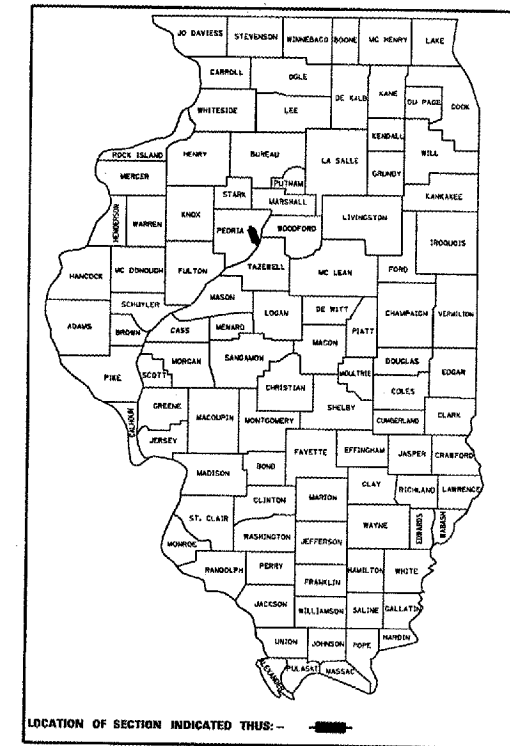 JO DAVIESS STEVENSON WINNEBAGO BOONE MC HENRY LAKE
CARROLL OGLE DE KALB KANE DU PAGE COOK
WHITESIDE LEE KENDALL WILL
ROCK ISLAND HENRY BUREAU LA SALLE GRUNDY
MERCER PUTNAM KANKAKEE
STARK MARSHALL
HENDERSON WARREN KNOX PEORIA WOODFORD LIVINGSTON IROQUOIS
HANCOCK MC DONOUGH FULTON TAZEWELL MC LEAN FORD
SCHUYLER MASON LOGAN DE WITT CHAMPAIGN VERMILION
ADAMS BROWN CASS MENARD MACON PIATT
PIKE SCOTT MORGAN SANGAMON MOULTRIE DOUGLAS EDGAR
CHRISTIAN COLES
CALHOUN GREENE MACOUPIN MONTGOMERY SHELBY CUMBERLAND CLARK
JERSEY FAYETTE EFFINGHAM JASPER CRAWFORD
MADISON BOND CLAY RICHLAND LAWRENCE
CLINTON MARION
ST. CLAIR WASHINGTON JEFFERSON WAYNE EDWARDS WABASH
MONROE
RANDOLPH PERRY FRANKLIN HAMILTON WHITE
JACKSON WILLIAMSON SALINE GALLATIN
UNION JOHNSON POPE HARDIN
ALEXANDER PULASKI MASSAC
LOCATION OF SECTION INDICATED THUS: –